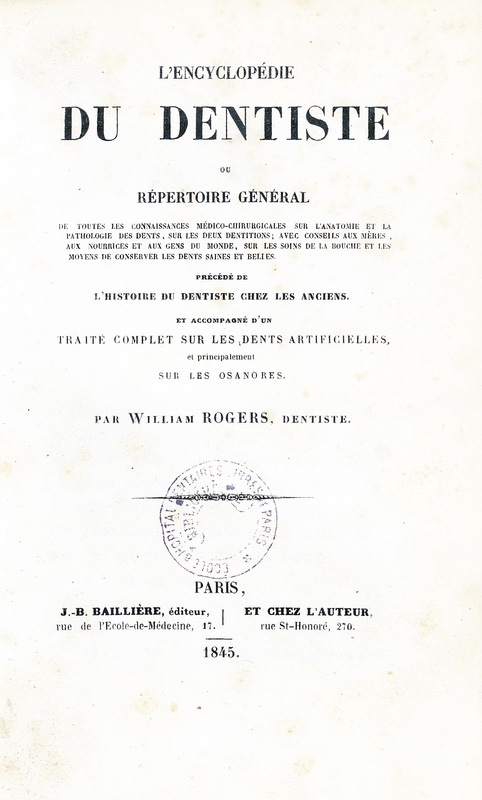 L'ENCYCLOPÉDIE
DU DENTISTE
OU
RÉPERTOIRE GÉNÉRAL
DE TOUTES LES CONNAISSANCES MÉDICO-CHIRURGICALES SUR L'ANATOMIE ET LA
PATHOLOGIE DES DENTS, SUR LES DEUX DENTITIONS; AVEC CONSEILS AUX MÈRES,
AUX NOURRICES ET AUX GENS DU MONDE, SUR LES SOINS DE LA BOUCHE ET LES
MOYENS DE CONSERVER LES DENTS SAINES ET BELLES.
PRÉCÉDÉ DE
L'HISTOIRE DU DENTISTE CHEZ LES ANCIENS.
ET ACCOMPAGNÉ D'UN
TRAITÉ COMPLET SUR LES DENTS ARTIFICIELLES,
et principalement
SUR LES OSANORES.
PAR WILLIAM ROGERS, DENTISTE.
ÉCOLE & HOPITAL DENTAIRES PARIS
PARIS,
J.-B. BAILLIÈRE, éditeur,
rue de l'Ecole-de-Médecine, 17.
ET CHEZ L'AUTEUR,
rue St-Honoré, 270.
1845.